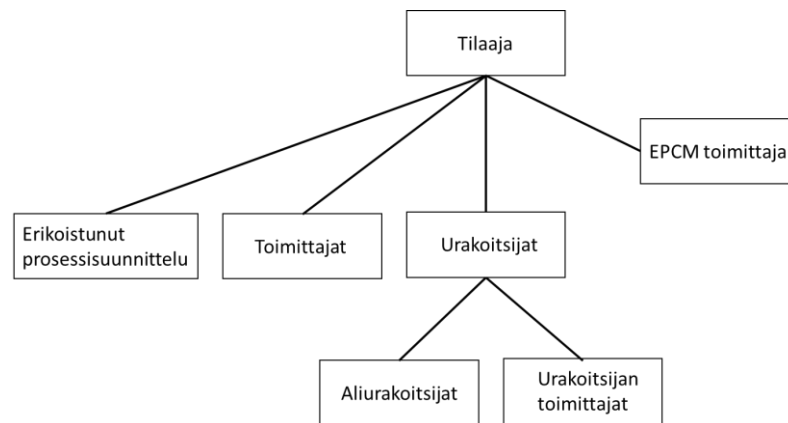 Tilaaja
EPCM toimittaja
Erikoistunut
prosessisuunnittelu
Toimittajat
Urakoitsijat
Aliurakoitsijat
Urakoitsijan
toimittajat